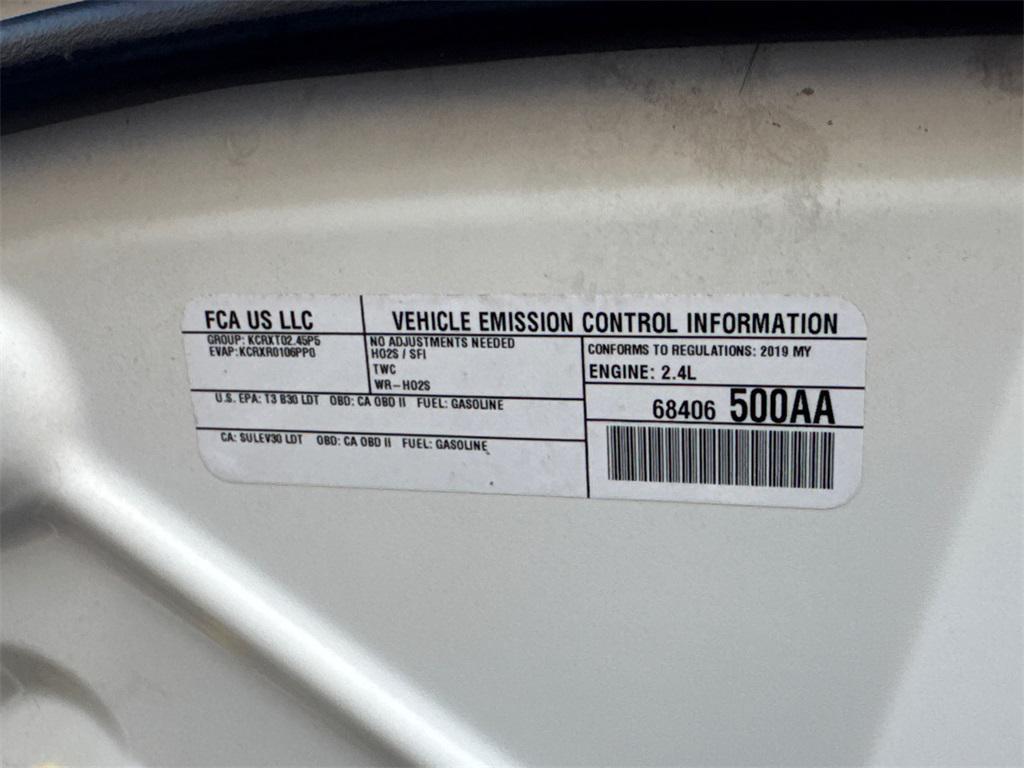 FCA US LLC
VEHICLE EMISSION CONTROL INFORMATION
GROUP: KCRXT02.45P5
EVAP: KCRXR0106PP0
NO ADJUSTMENTS NEEDED
HO2S / SFI
TWC
WR-HO2S
CONFORMS TO REGULATIONS: 2019 MY
ENGINE: 2.4L
U.S. EPA: T3 B30 LDT OBD: CA OBD II FUEL: GASOLINE
68406 500AA
CA: SULEV30 LDT OBD: CA OBD II FUEL: GASOLINE